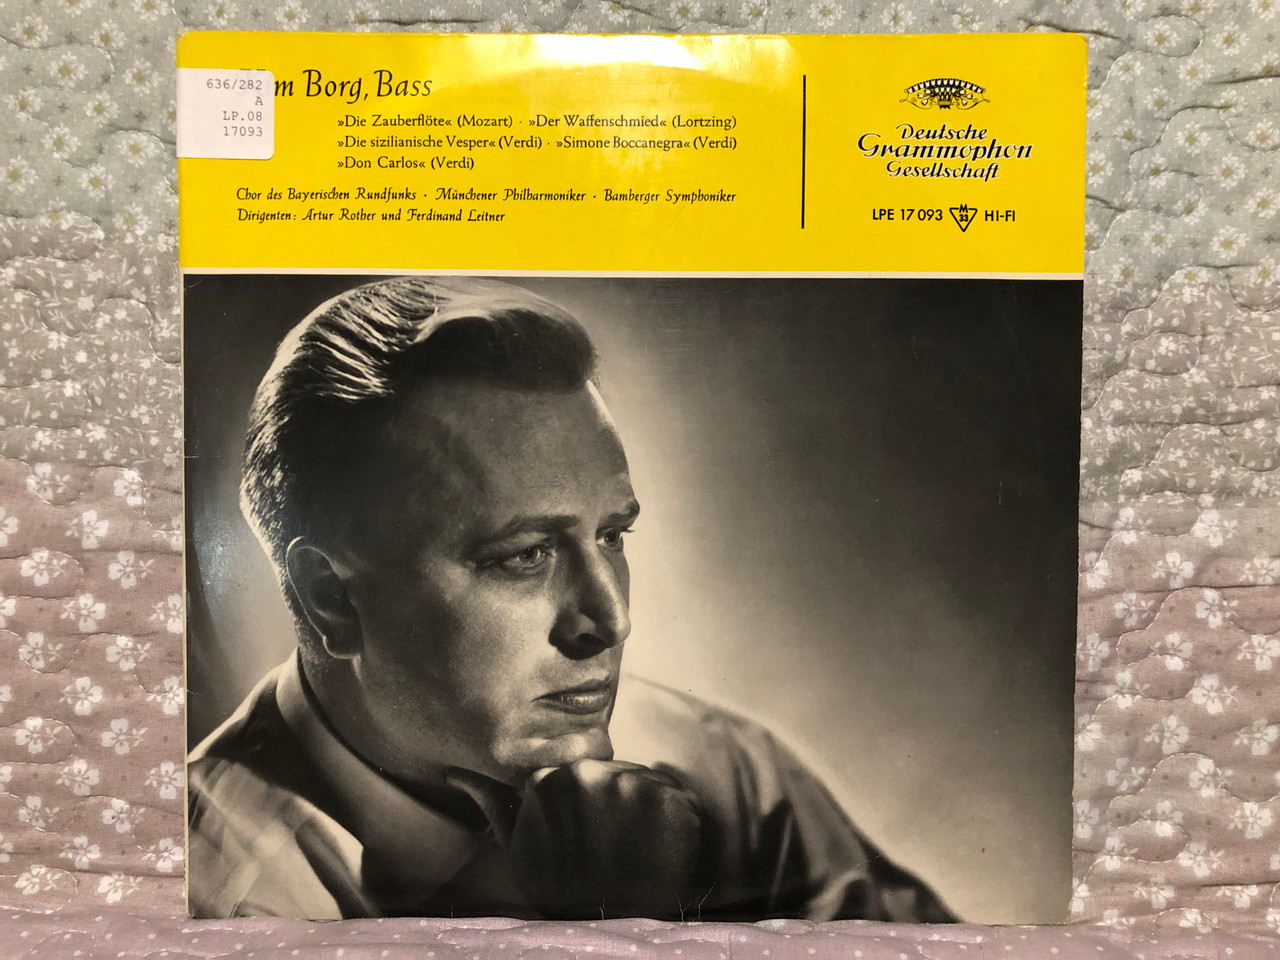 636/282
A
LP.08
17093
Borg, Bass
»Die Zauberflöte« (Mozart) · »Der Waffenschmied« (Lortzing)
»Die sizilianische Vesper« (Verdi) · »Simone Boccanegra« (Verdi)
»Don Carlos« (Verdi)
Chor des Bayerischen Rundfunks · Münchener Philharmoniker · Bamberger Symphoniker
Dirigenten: Artur Rother und Ferdinand Leitner
Deutsche
Grammophon
Gesellschaft
LPE 17 093 M 33 HI-FI